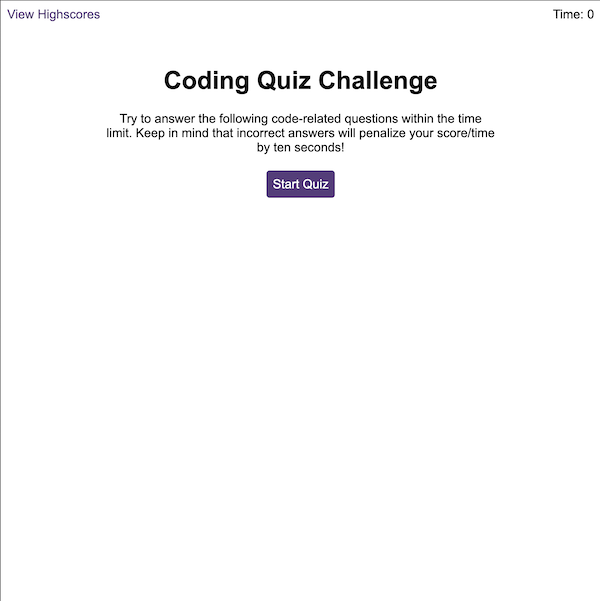 View Highscores
Time: 0
Coding Quiz Challenge
Try to answer the following code-related questions within the time
limit. Keep in mind that incorrect answers will penalize your score/time
by ten seconds!
Start Quiz